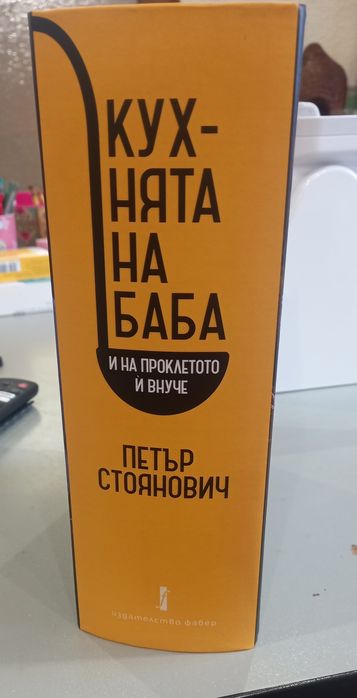 КУХ-
НЯТА
НА
БАБА
И НА ПРОКЛЕТОТО
Ѝ ВНУЧЕ
ПЕТЪР
СТОЯНОВИЧ
издателство фабер